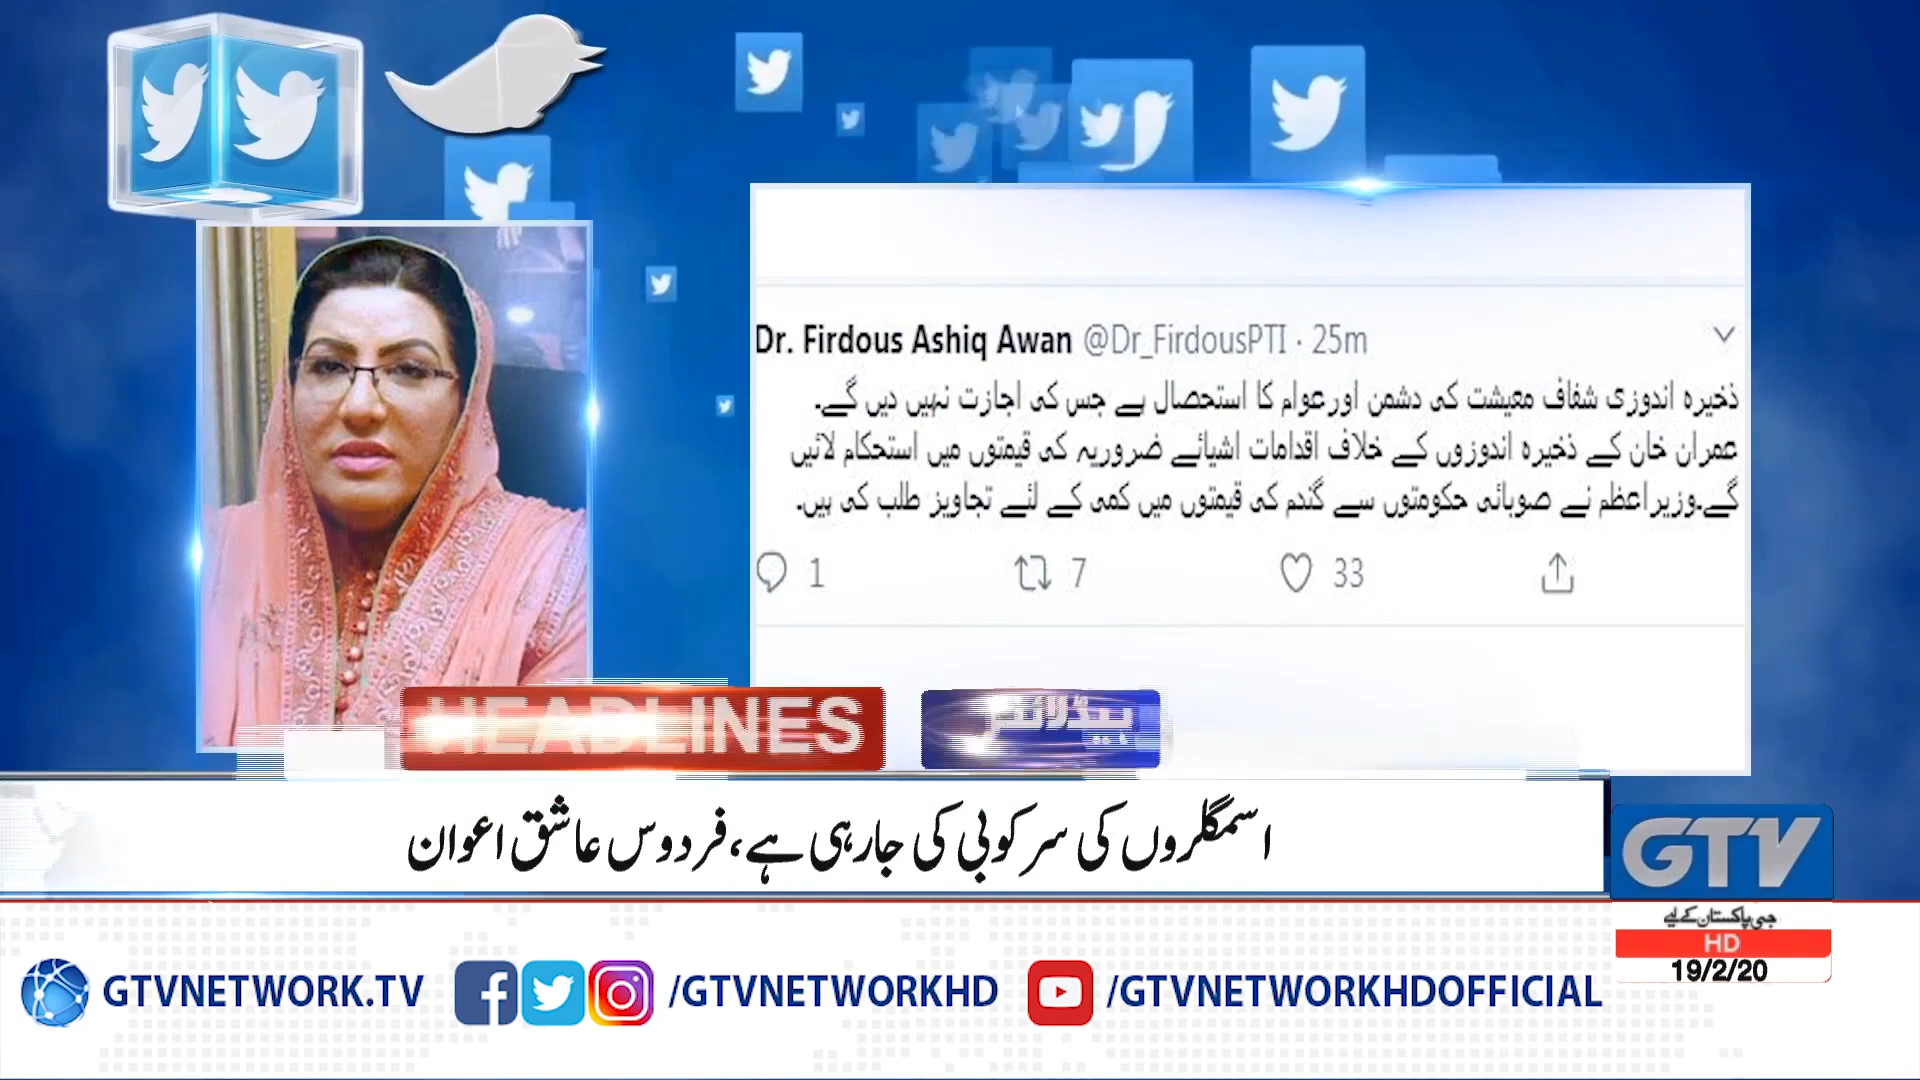 Dr. Firdous Ashiq Awan @Dr_FirdousPTI · 25m
ذخیرہ اندوزی شفاف معیشت کی دشمن اورعوام کا استحصال ہے جس کی اجازت نہیں دیں گے۔
عمران خان کے ذخیرہ اندوزوں کے خلاف اقدامات اشیائے ضروریہ کی قیمتوں میں استحکام لائیں
گے۔وزیراعظم نے صوبائی حکومتوں سے گندم کی قیمتوں میں کمی کے لئے تجاویز طلب کی ہیں۔
1 7 33
HEADLINES ہیڈلائنز
اسمگلروں کی سرکوبی کی جارہی ہے،فردوس عاشق اعوان
GTV
جی پاکستان کے لیے
HD
19/2/20
GTVNETWORK.TV /GTVNETWORKHD /GTVNETWORKHDOFFICIAL